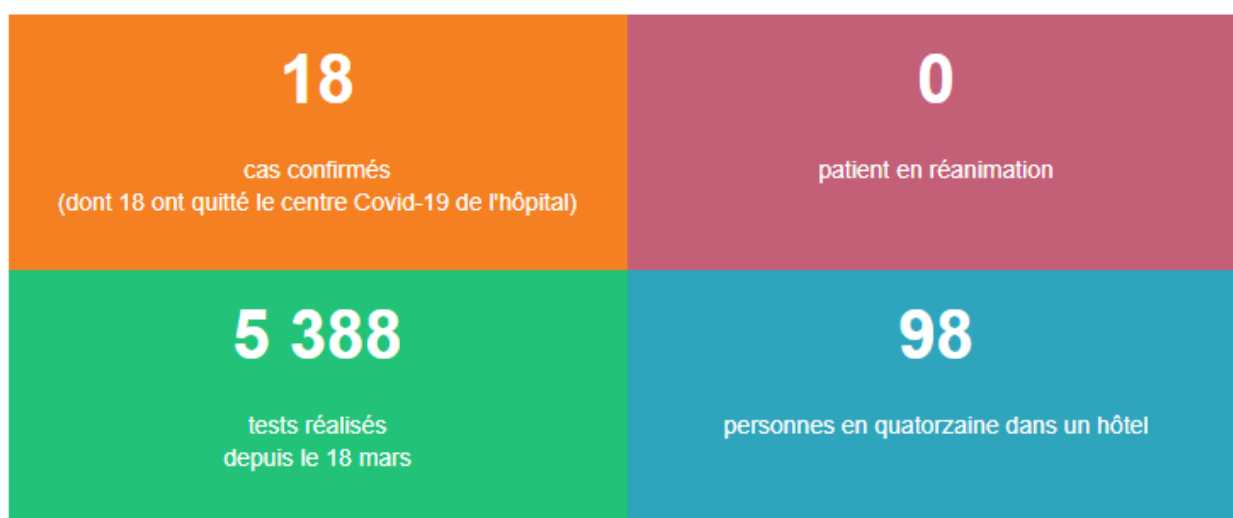 18
cas confirmés
(dont 18 ont quitté le centre Covid-19 de l'hôpital)
0
patient en réanimation
5 388
tests réalisés
depuis le 18 mars
98
personnes en quatorzaine dans un hôtel